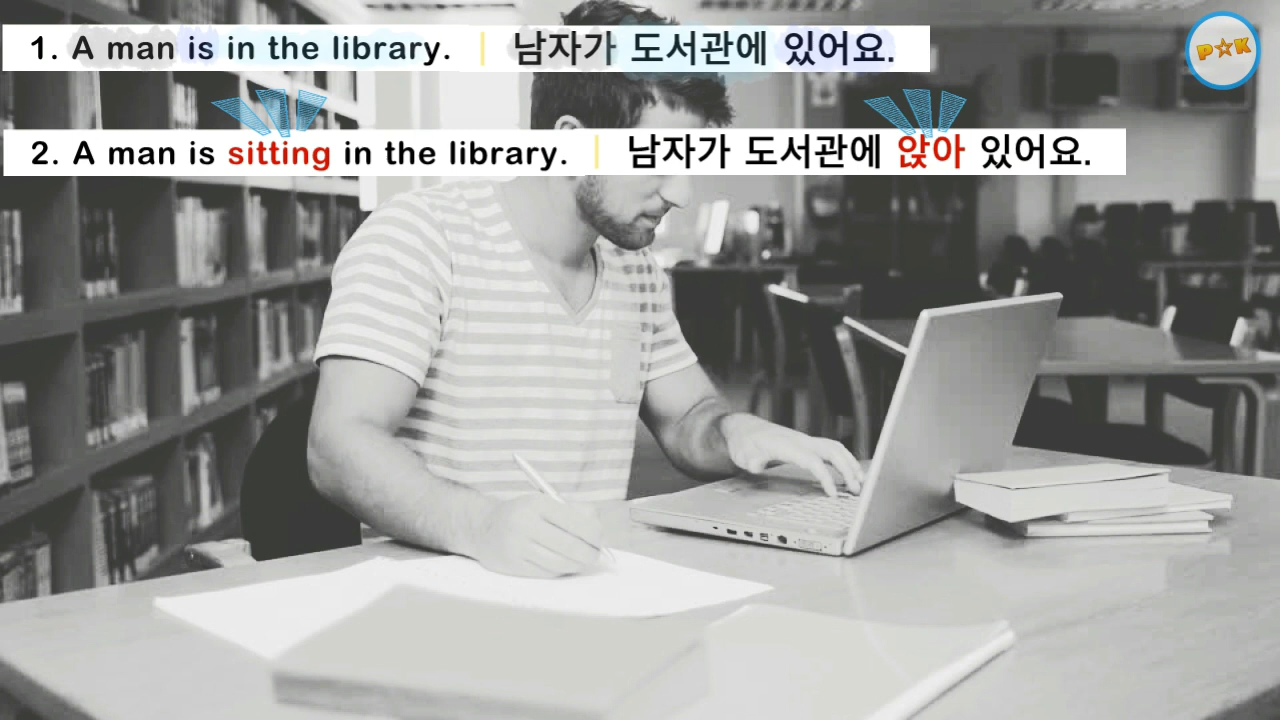 P☆K
1. A man is in the library. | 남자가 도서관에 있어요.
2. A man is sitting in the library. | 남자가 도서관에 앉아 있어요.